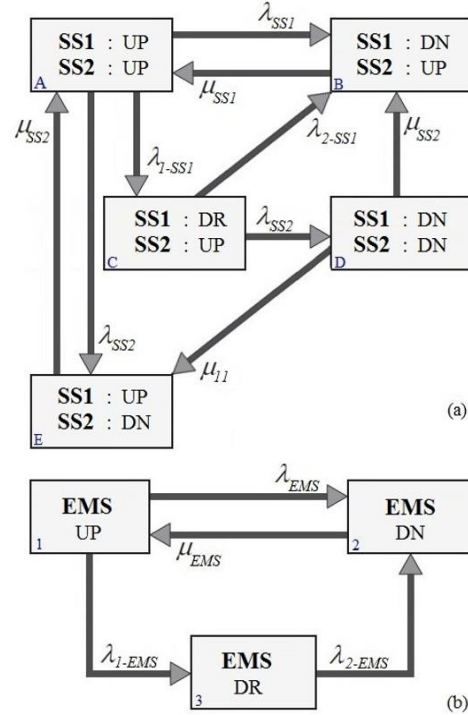 λSS1
SS1 : UP
SS2 : UP
A
SS1 : DN
SS2 : UP
B
μSS1
μSS2
λ1-SS1
λ2-SS1
μSS2
SS1 : DR
SS2 : UP
C
λSS2
SS1 : DN
SS2 : DN
D
λSS2
μ11
SS1 : UP
SS2 : DN
E
(a)
λEMS
EMS
UP
1
EMS
DN
2
μEMS
λ1-EMS
EMS
DR
3
λ2-EMS
(b)